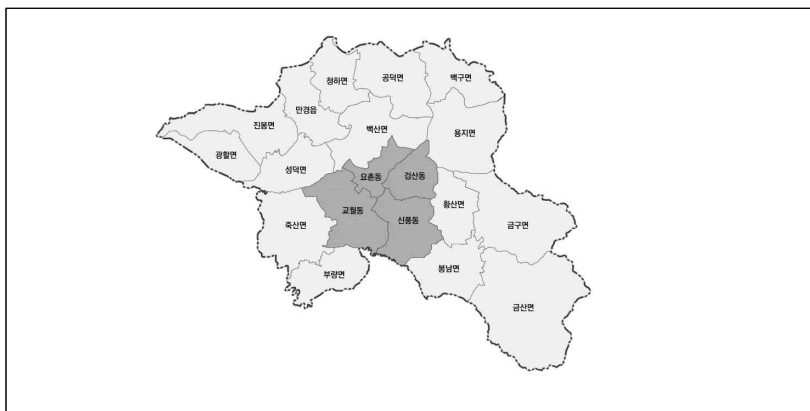 청하면
공덕면
백구면
만경읍
진봉면
백산면
용지면
광활면
성덕면
요촌동
검산동
황산면
교월동
신풍동
금구면
죽산면
부량면
봉남면
금산면